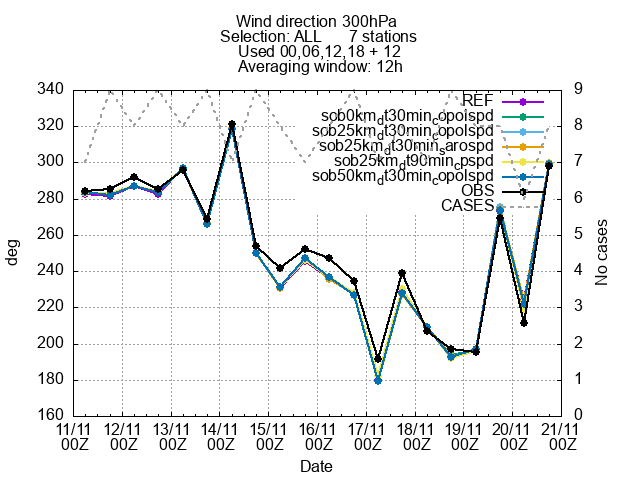 Wind direction 300hPa
Selection: ALL 7 stations
Used 00,06,12,18 + 12
Averaging window: 12h
340
320
300
280
260
240
220
200
180
160
deg
9
8
7
6
5
4
3
2
1
0
No cases
REF
sob0km_dt30min_copolspd
sob25km_dt30min_copolspd
sob25km_dt30min_sarospd
sob25km_dt90min_cpspd
sob50km_dt30min_copolspd
OBS
CASES
11/11 12/11 13/11 14/11 15/11 16/11 17/11 18/11 19/11 20/11 21/11
00Z 00Z 00Z 00Z 00Z 00Z 00Z 00Z 00Z 00Z 00Z
Date